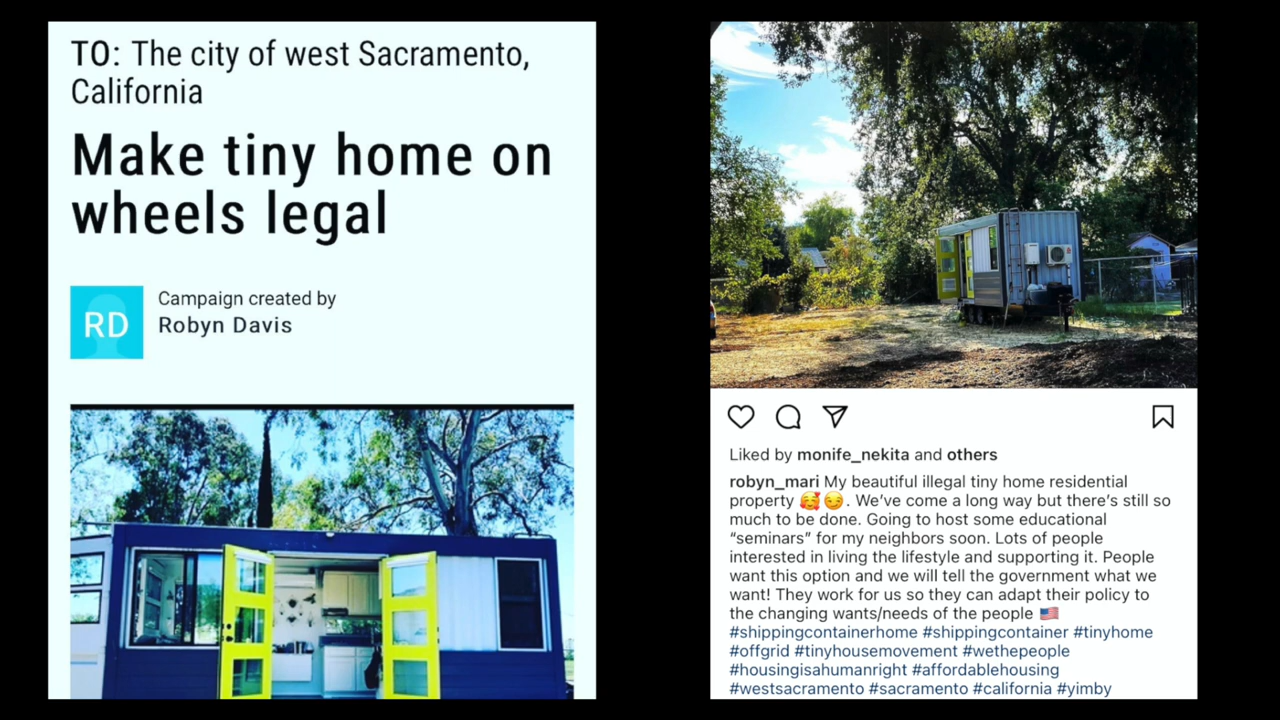 TO: The city of west Sacramento,
California
Make tiny home on
wheels legal
RD
Campaign created by
Robyn Davis
Liked by monife_nekita and others
robyn_mari My beautiful illegal tiny home residential
property 🥰😏. We’ve come a long way but there’s still so
much to be done. Going to host some educational
“seminars” for my neighbors soon. Lots of people
interested in living the lifestyle and supporting it. People
want this option and we will tell the government what we
want! They work for us so they can adapt their policy to
the changing wants/needs of the people 🇺🇸
#shippingcontainerhome #shippingcontainer #tinyhome
#offgrid #tinyhousemovement #wethepeople
#housingisahumanright #affordablehousing
#westsacramento #sacramento #california #yimby